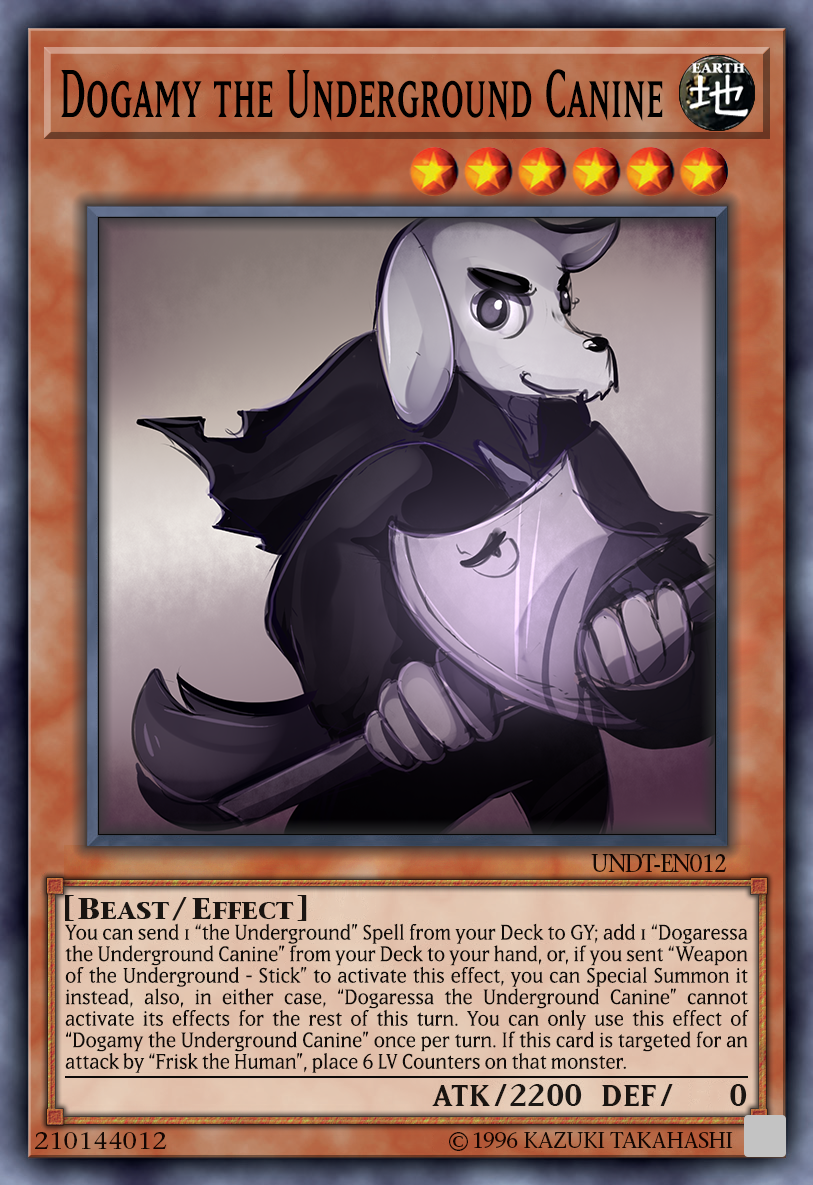 Dogamy the Underground Canine
EARTH
地
UNDT-EN012
[Beast/Effect]
You can send 1 “the Underground” Spell from your Deck to GY; add 1 “Dogaressa
the Underground Canine” from your Deck to your hand, or, if you sent “Weapon
of the Underground - Stick” to activate this effect, you can Special Summon it
instead, also, in either case, “Dogaressa the Underground Canine” cannot
activate its effects for the rest of this turn. You can only use this effect of
“Dogamy the Underground Canine” once per turn. If this card is targeted for an
attack by “Frisk the Human”, place 6 LV Counters on that monster.
ATK/2200 DEF/ 0
210144012
©1996 KAZUKI TAKAHASHI